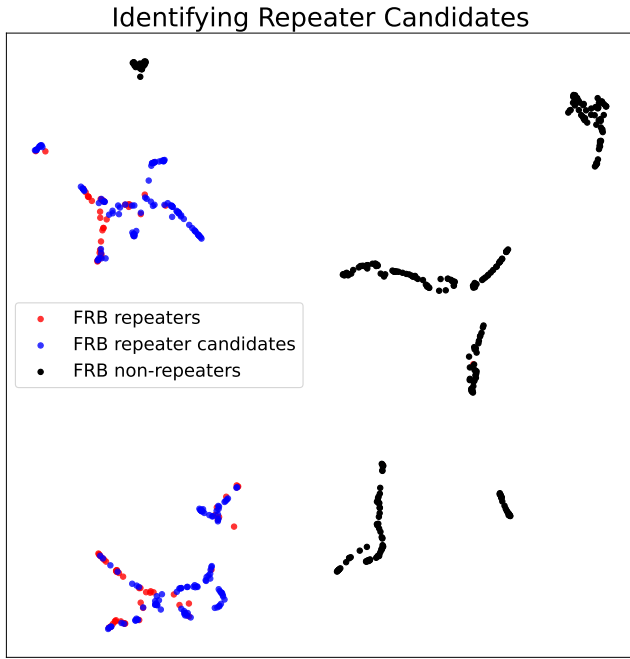 Identifying Repeater Candidates
FRB repeaters
FRB repeater candidates
FRB non-repeaters